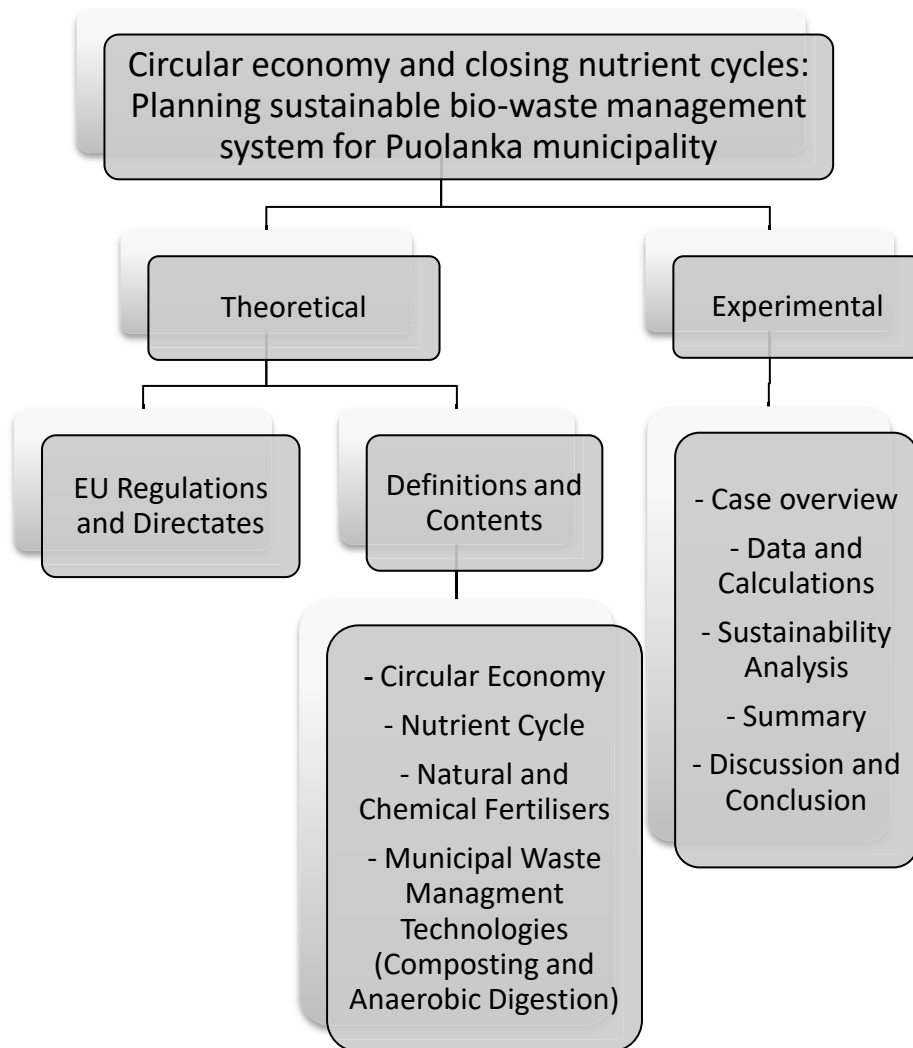 Circular economy and closing nutrient cycles:
Planning sustainable bio-waste management
system for Puolanka municipality
Theoretical
Experimental
EU Regulations
and Directates
Definitions and
Contents
- Circular Economy
- Nutrient Cycle
- Natural and
Chemical Fertilisers
- Municipal Waste
Managment
Technologies
(Composting and
Anaerobic Digestion)
- Case overview
- Data and
Calculations
- Sustainability
Analysis
- Summary
- Discussion and
Conclusion